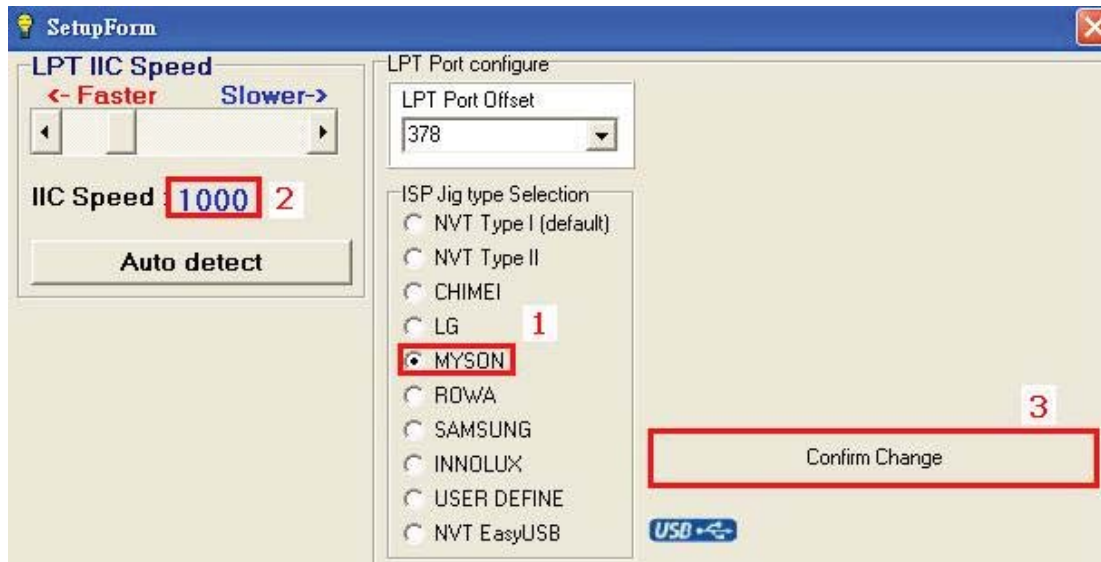 SetupForm
LPT IIC Speed
<- Faster Slower->
IIC Speed : 1000 2
Auto detect
LPT Port configure
LPT Port Offset
378
ISP Jig type Selection
NVT Type I (default)
NVT Type II
CHIMEI
LG
1
MYSON
ROWA
SAMSUNG
INNOLUX
USER DEFINE
NVT EasyUSB
3
Confirm Change
USB